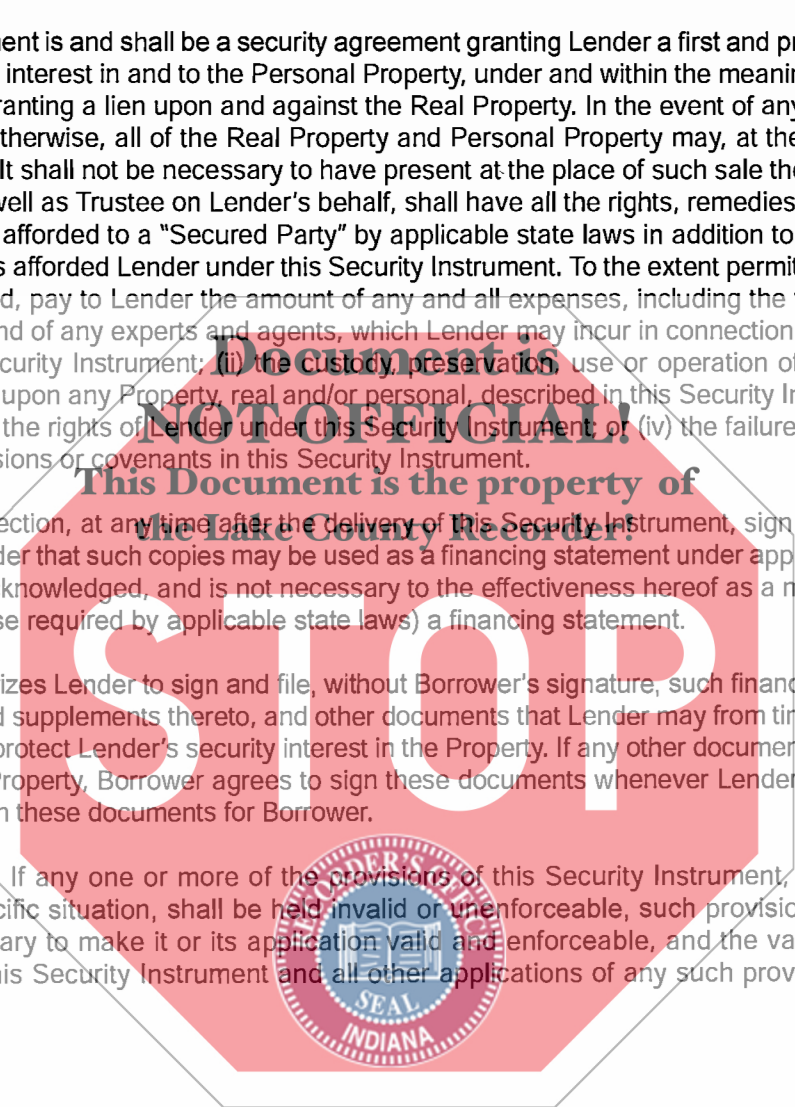 ment is and shall be a security agreement granting Lender a first and pr
interest in and to the Personal Property, under and within the meanin
ranting a lien upon and against the Real Property. In the event of any
therwise, all of the Real Property and Personal Property may, at the
It shall not be necessary to have present at the place of such sale the
well as Trustee on Lender's behalf, shall have all the rights, remedies
afforded to a "Secured Party" by applicable state laws in addition to
s afforded Lender under this Security Instrument. To the extent permit
d, pay to Lender the amount of any and all expenses, including the
nd of any experts and agents, which Lender may incur in connection
curity Instrument; (ii) the custody, preservation, use or operation of
upon any Property, real and/or personal, described in this Security In
the rights of Lender under this Security Instrument; or (iv) the failure
sions or covenants in this Security Instrument.
Document is
NOT OFFICIAL!
This Document is the property of
the Lake County Recorder!
ection, at any time after the delivery of this Security Instrument, sign
der that such copies may be used as a financing statement under app
knowledged, and is not necessary to the effectiveness hereof as a m
se required by applicable state laws) a financing statement.
STOP
izes Lender to sign and file, without Borrower's signature, such financ
d supplements thereto, and other documents that Lender may from tim
protect Lender's security interest in the Property. If any other documen
Property, Borrower agrees to sign these documents whenever Lender
n these documents for Borrower.
If any one or more of the provisions of this Security Instrument,
cific situation, shall be held invalid or unenforceable, such provisio
ary to make it or its application valid and enforceable, and the va
his Security Instrument and all other applications of any such prov
RECORDER'S OFFICE
SEAL
INDIANA